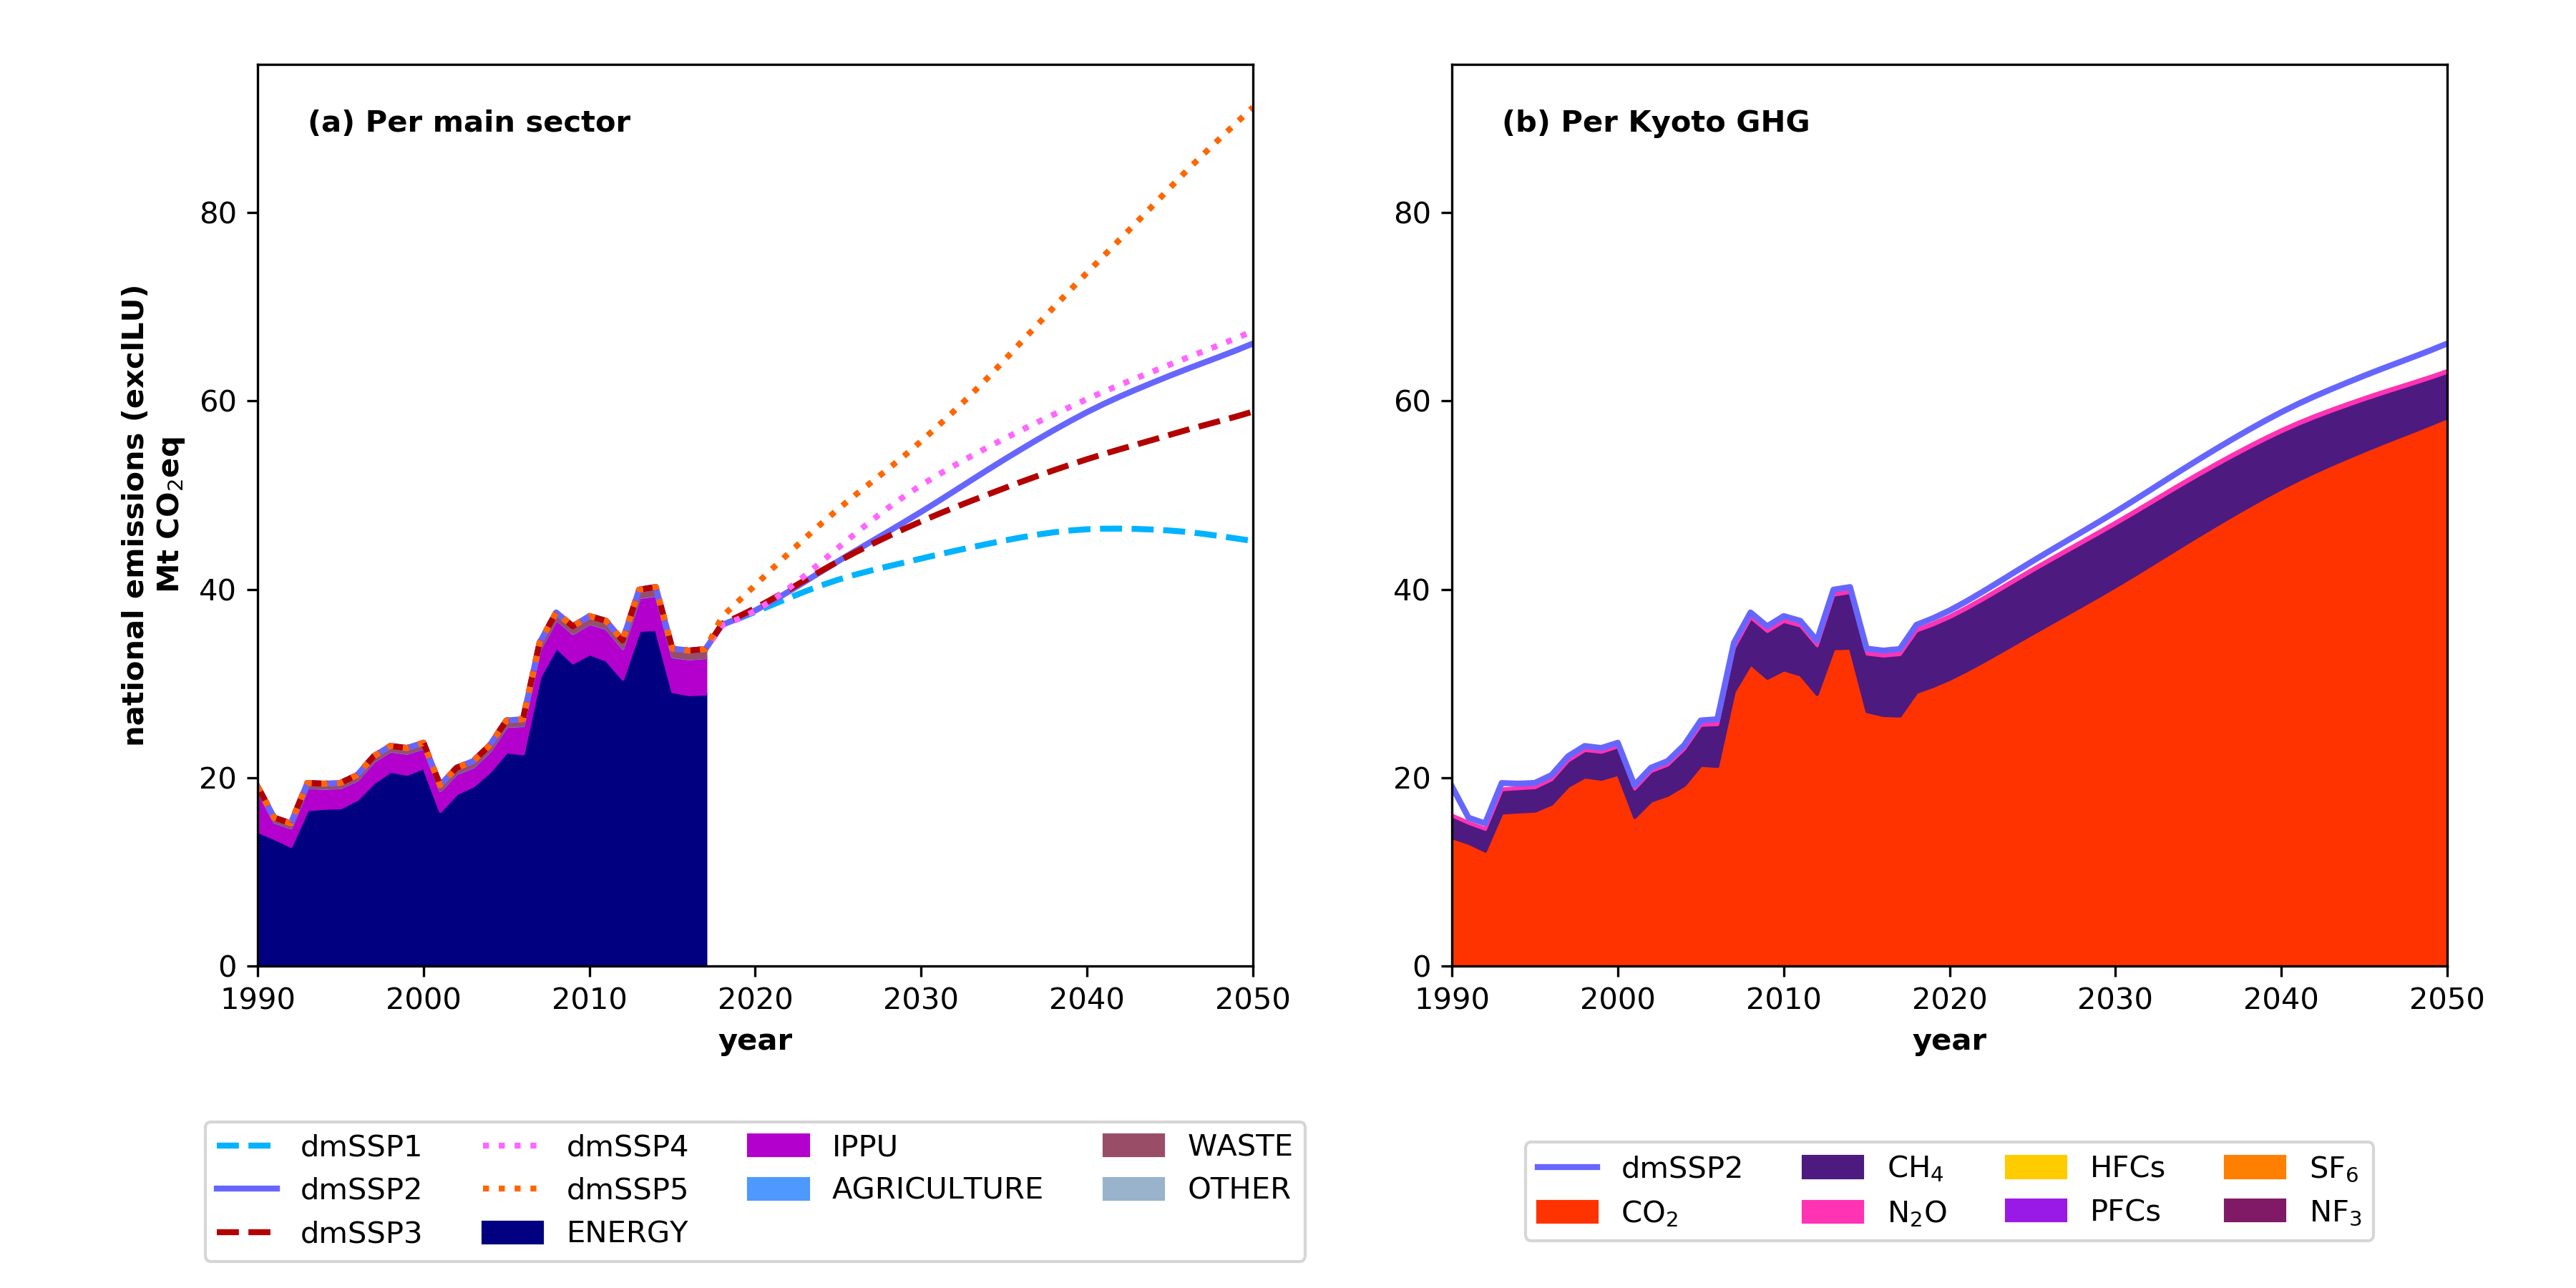 (a) Per main sector
national emissions (exclLU)
Mt CO₂eq
80
60
40
20
0
1990 2000 2010 2020 2030 2040 2050
year
dmSSP1 dmSSP4 IPPU WASTE
dmSSP2 dmSSP5 AGRICULTURE OTHER
dmSSP3 ENERGY
(b) Per Kyoto GHG
80
60
40
20
0
1990 2000 2010 2020 2030 2040 2050
year
dmSSP2 CH₄ HFCs SF₆
CO₂ N₂O PFCs NF₃